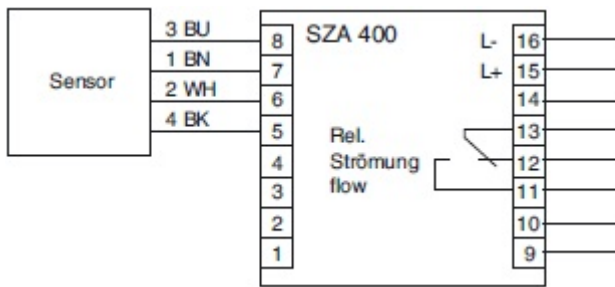 Sensor
3 BU
1 BN
2 WH
4 BK
SZA 400
8
7
6
5
4
3
2
1
Rel.
Strömung
flow
L- 16
L+ 15
14
13
12
11
10
9